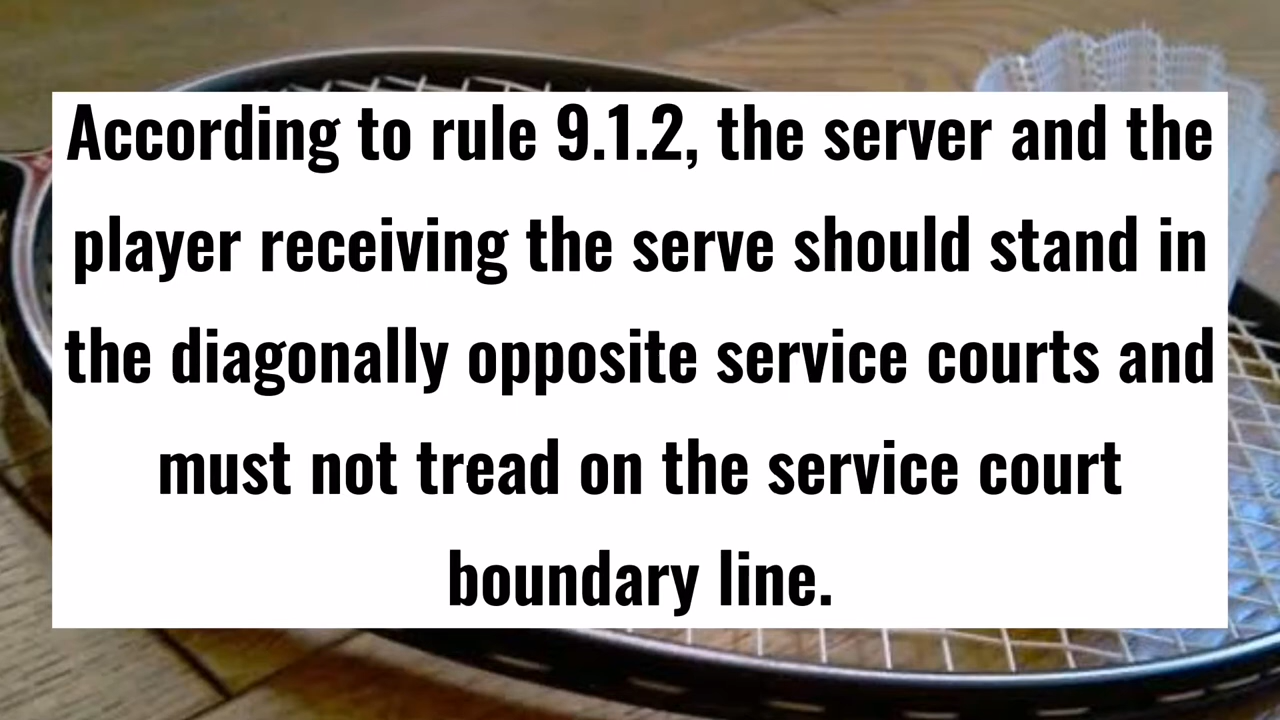 According to rule 9.1.2, the server and the
player receiving the serve should stand in
the diagonally opposite service courts and
must not tread on the service court
boundary line.